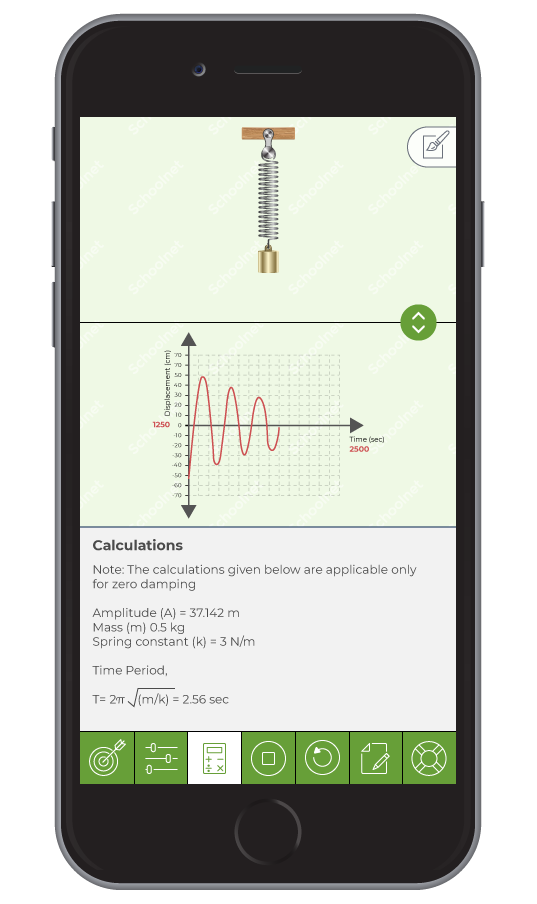 Displacement (cm)
70
70
50
40
30
20
10
1250
0
-10
-20
-30
-40
-50
-60
-70
Time (sec)
2500
Calculations
Note: The calculations given below are applicable only
for zero damping
Amplitude (A) = 37.142 m
Mass (m) 0.5 kg
Spring constant (k) = 3 N/m
Time Period,
T= 2π √(m/k) = 2.56 sec